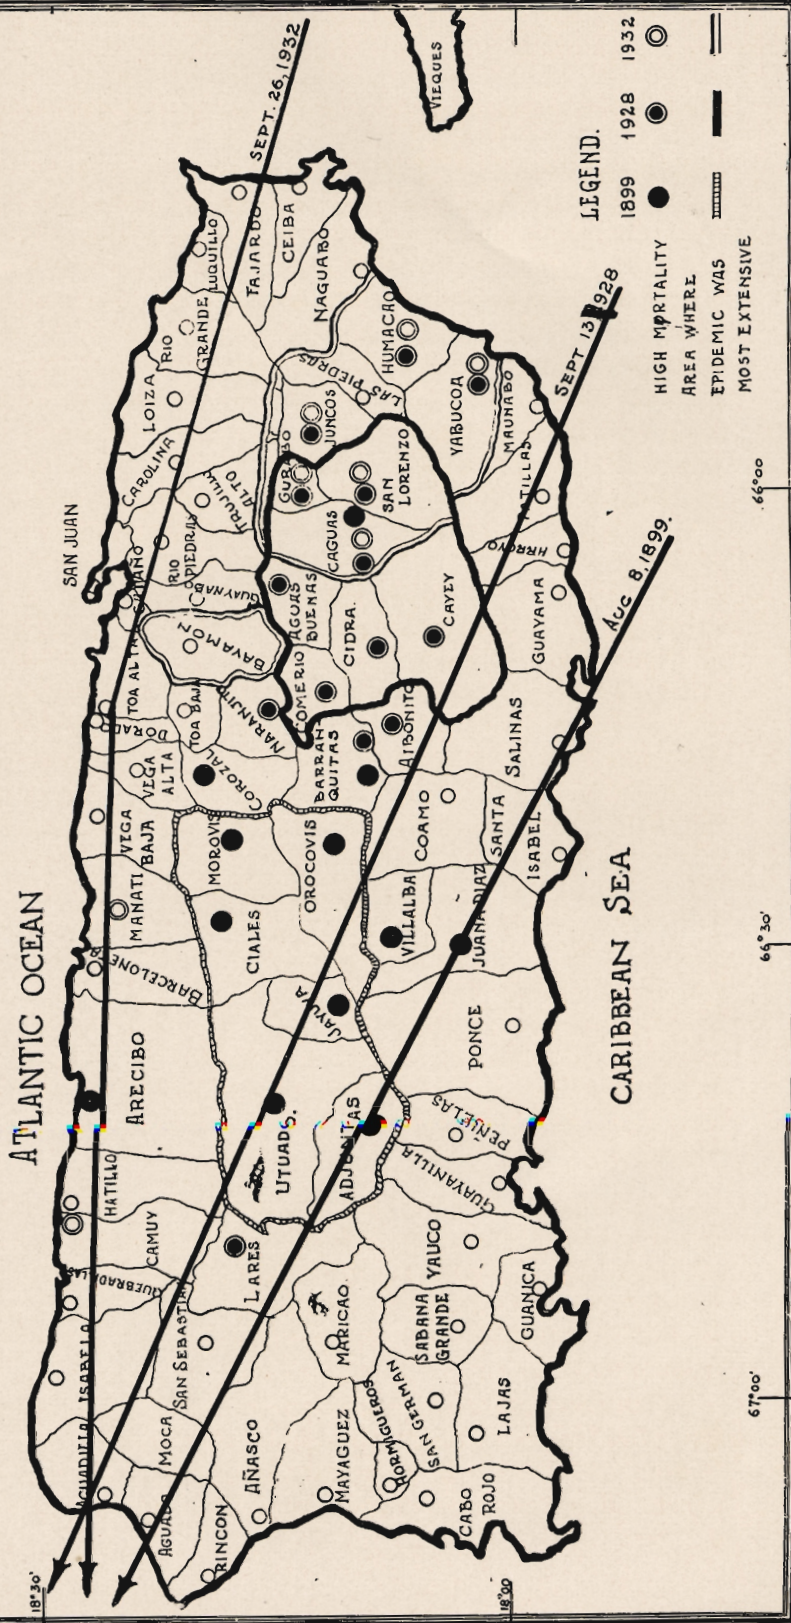 ATLANTIC OCEAN
CARIBBEAN SEA
SAN JUAN
VIEQUES
SEPT. 26, 1932
SEPT 13 1928
AUG 8, 1899.
LEGEND.
1899 1928 1932
HIGH MORTALITY
AREA WHERE
EPIDEMIC WAS
MOST EXTENSIVE
AGUADILLA
ISABELA
QUEBRADILLAS
CAMUY
HATILLO
ARECIBO
BARCELONETA
MANATI
VEGA
BAJA
VEGA
ALTA
DORADO
TOA ALTA
TOA BAJA
BAYAMON
GUAYNABO
RIO
PIEDRAS
TRUJILLO
ALTO
CAROLINA
LOIZA
RIO
GRANDE
LUQUILLO
FAJARDO
CEIBA
NAGUABO
HUMACAO
LAS PIEDRAS
JUNCOS
GURABO
SAN
LORENZO
CAGUAS
AGUAS
BUENAS
CIDRA.
CAYEY
COMERIO
NARANJITO
COROZAL
BARRAN-
QUITAS
AIBONITO
MOROVIS
OROCOVIS
CIALES
JAYUYA
UTUADO.
ADJUNTAS
LARES
SAN SEBASTIAN
MOCA
AGUADA
RINCON
AÑASCO
MAYAGUEZ
MARICAO
HORMIGUEROS
SAN GERMAN
SABANA
GRANDE
CABO
ROJO
LAJAS
GUANICA
YAUCO
GUAYANILLA
PEÑUELAS
PONCE
JUANA DIAZ
VILLALBA
COAMO
SANTA
ISABEL
SALINAS
GUAYAMA
ARROYO
PATILLAS
MAUNABO
YABUCOA
18°30'
18°00
67°00'
66°30'
66°00